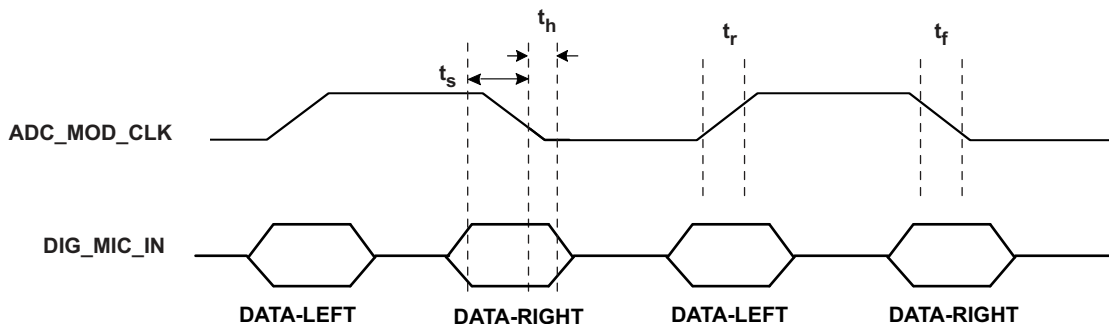 t_h
t_r
t_f
t_s
ADC_MOD_CLK
DIG_MIC_IN
DATA-LEFT
DATA-RIGHT
DATA-LEFT
DATA-RIGHT